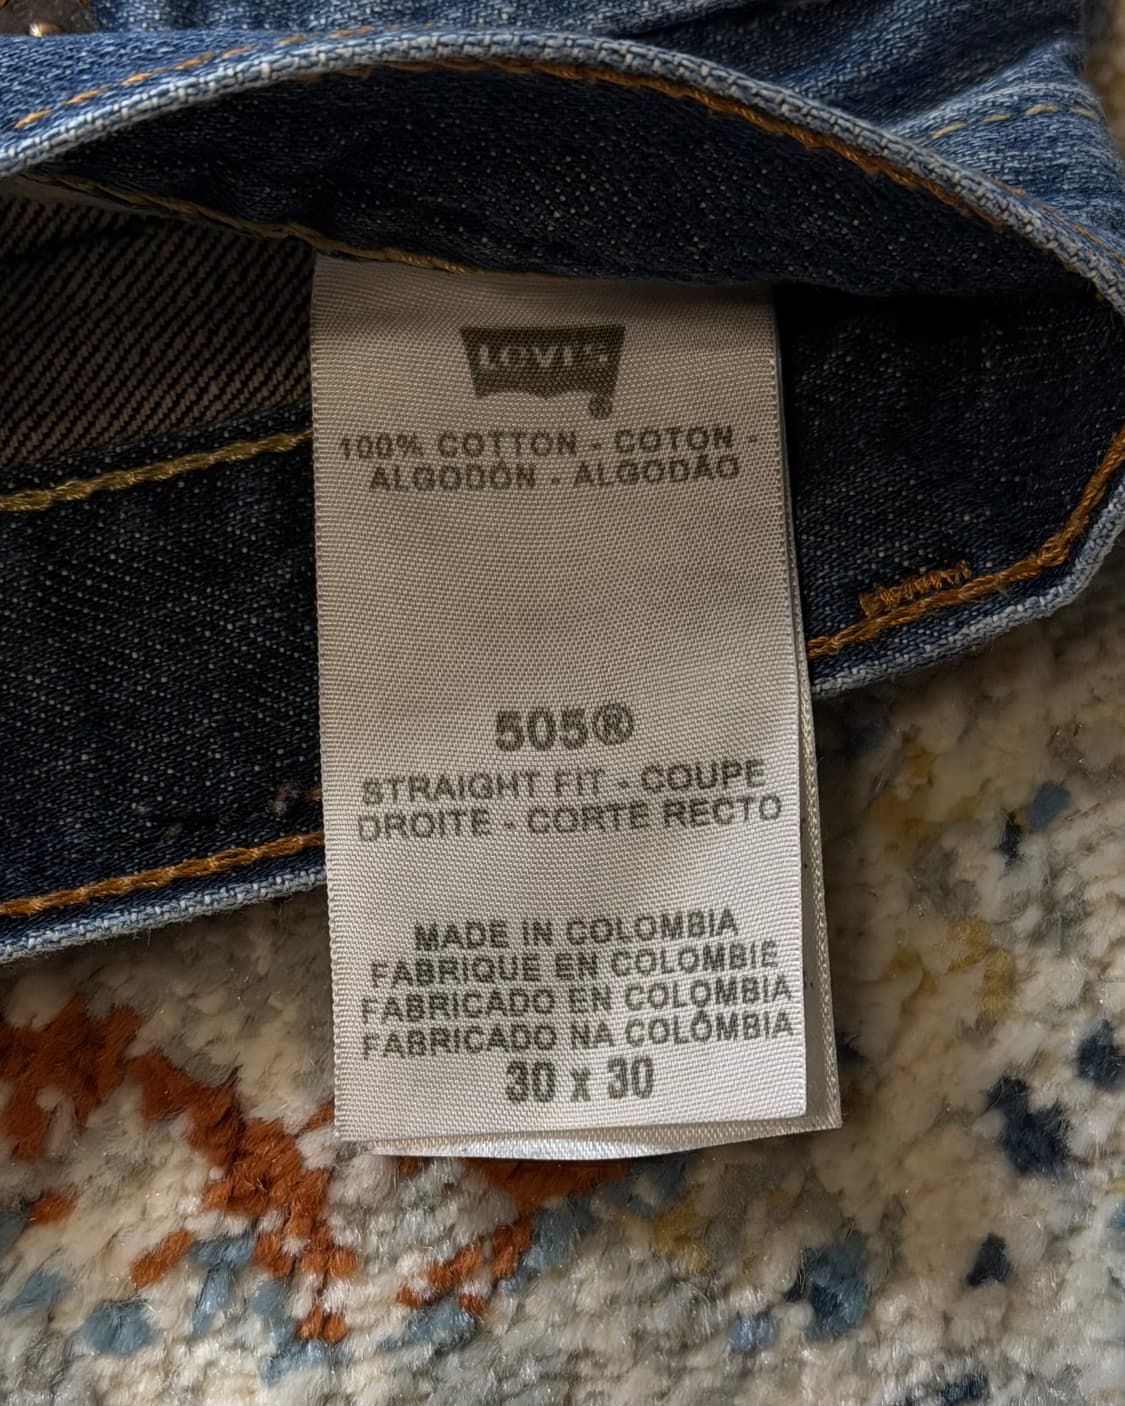 LEVI'S
®
100% COTTON - COTON -
ALGODÓN - ALGODÃO
505®
STRAIGHT FIT - COUPE
DROITE - CORTE RECTO
MADE IN COLOMBIA
FABRIQUE EN COLOMBIE
FABRICADO EN COLOMBIA
FABRICADO NA COLÔMBIA
30 x 30